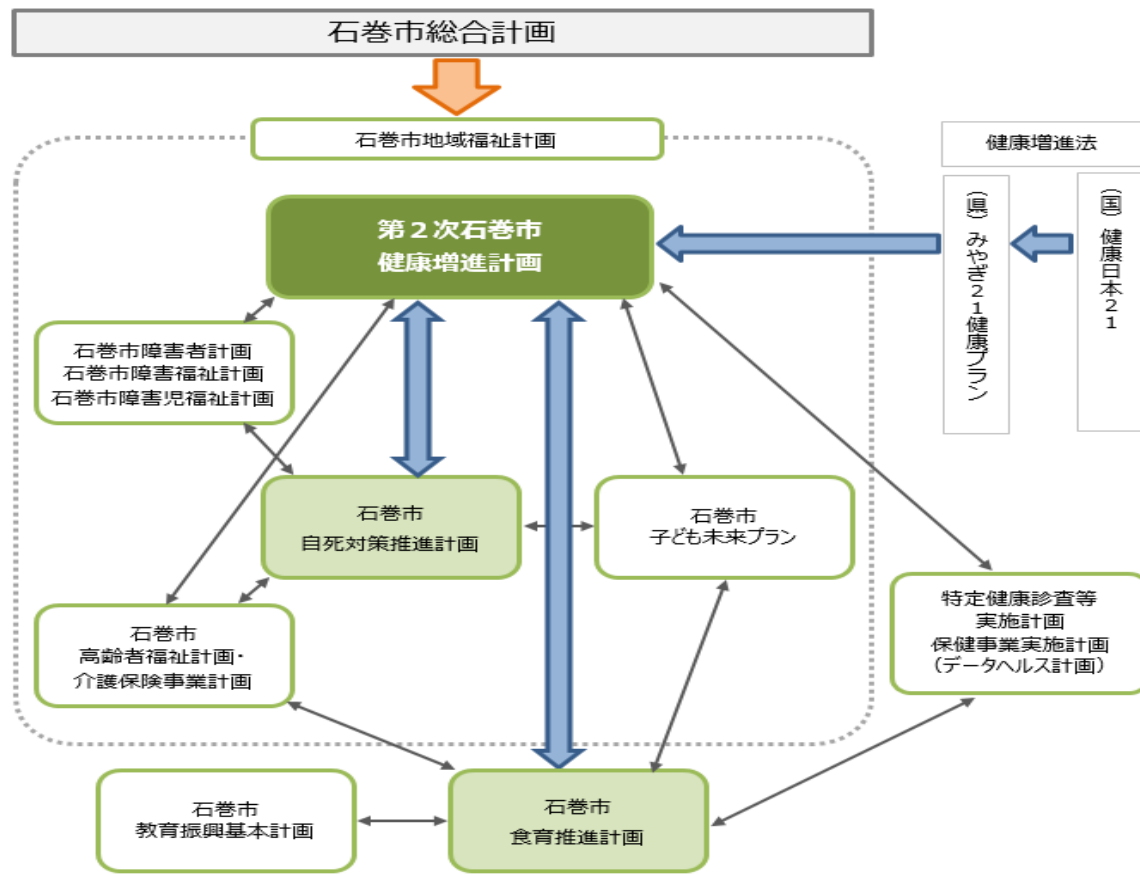 石巻市総合計画
石巻市地域福祉計画
健康増進法
(国)健康日本21
(県)みやぎ21健康プラン
第2次石巻市
健康増進計画
石巻市障害者計画
石巻市障害福祉計画
石巻市障害児福祉計画
石巻市
自死対策推進計画
石巻市
子ども未来プラン
石巻市
高齢者福祉計画・
介護保険事業計画
特定健康診査等
実施計画
保健事業実施計画
(データヘルス計画)
石巻市
教育振興基本計画
石巻市
食育推進計画